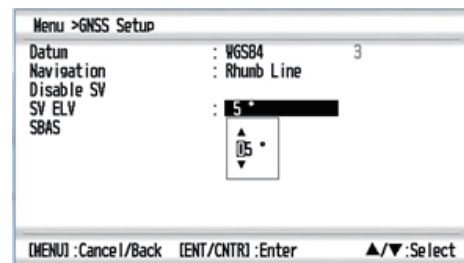 Menu >GNSS Setup
Datum : WGS84 3
Navigation : Rhumb Line
Disable SV
SV ELV : 5 °
SBAS
▲
05 °
▼
[MENU] :Cancel/Back [ENT/CNTR] :Enter ▲/▼ :Select